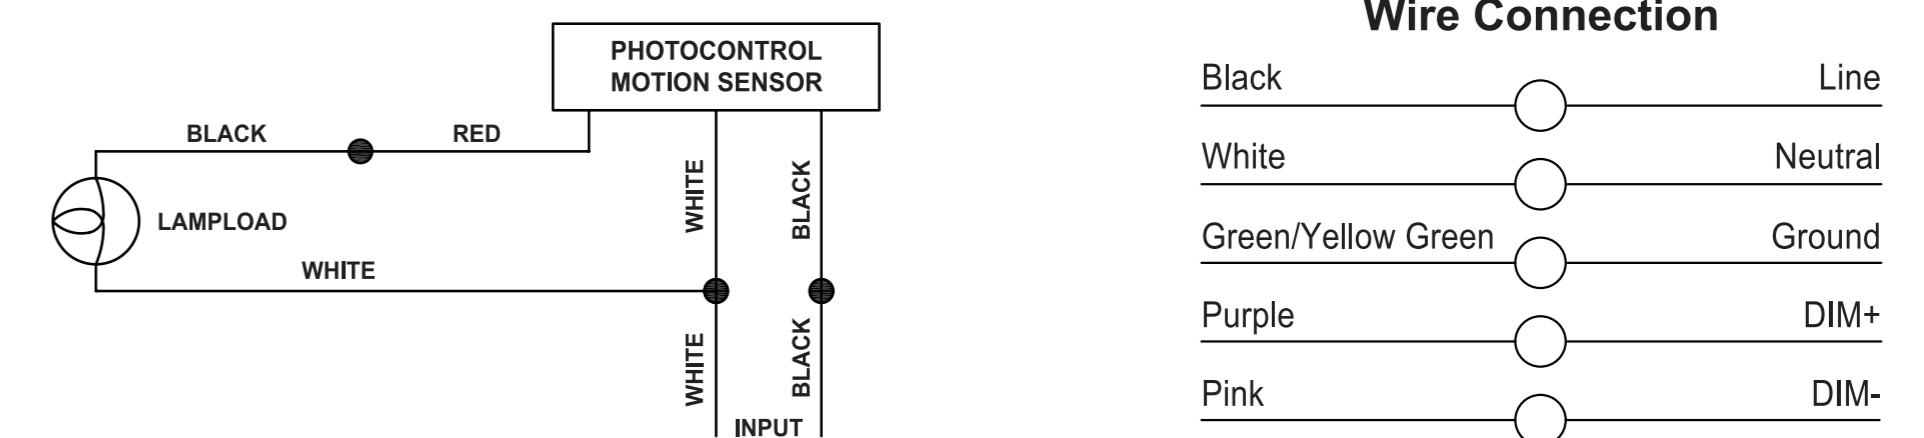 PHOTOCONTROL
MOTION SENSOR
BLACK
RED
WHITE
BLACK
LAMPLOAD
WHITE
WHITE
BLACK
INPUT
Wire Connection
Black
Line
White
Neutral
Green/Yellow Green
Ground
Purple
DIM+
Pink
DIM-